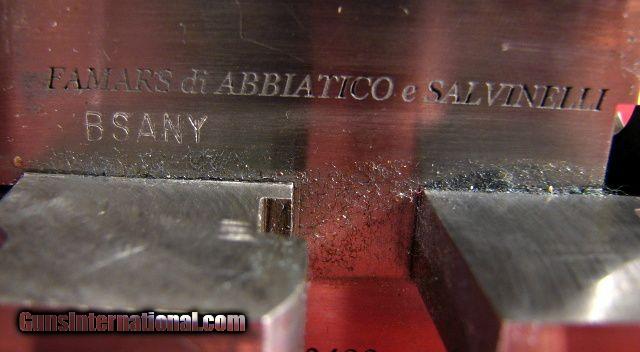 FAMARS di ABBIATICO e SALVINELLI
BSANY
GunsInternational.com